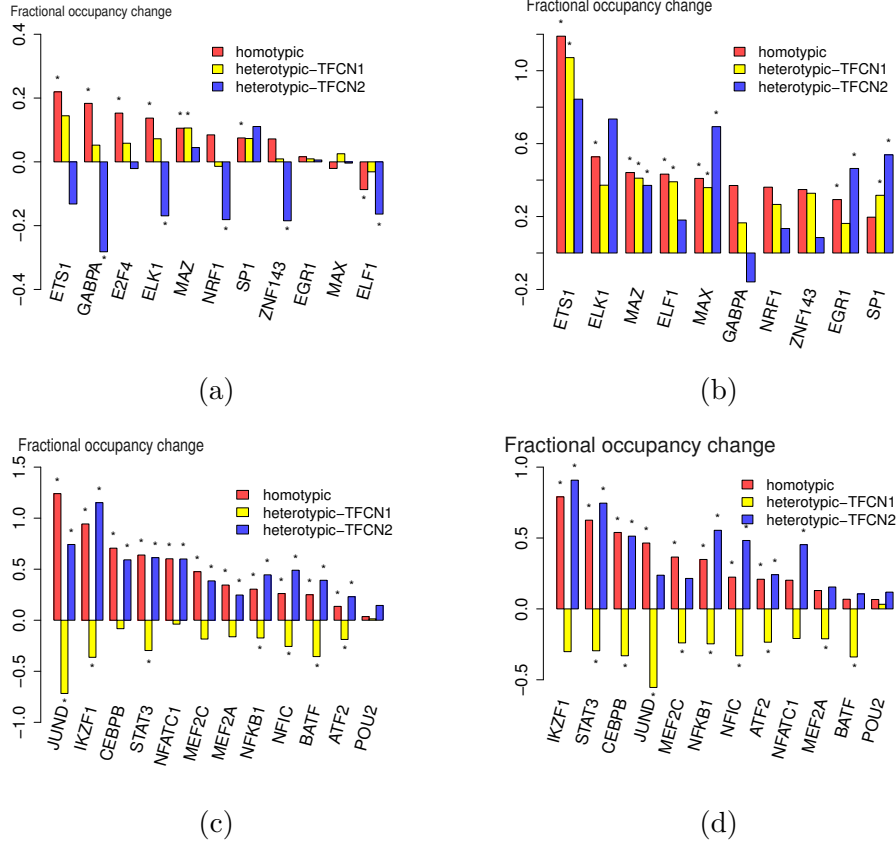 Fractional occupancy change
homotypic
heterotypic-TFCN1
heterotypic-TFCN2
0.4
0.2
0.0
−0.2
−0.4
ETS1
GABPA
E2F4
ELK1
MAZ
NRF1
SP1
ZNF143
EGR1
MAX
ELF1
(a)
Fractional occupancy change
homotypic
heterotypic-TFCN1
heterotypic-TFCN2
1.0
0.6
0.2
−0.2
ETS1
ELK1
MAZ
ELF1
MAX
GABPA
NRF1
ZNF143
EGR1
SP1
(b)
Fractional occupancy change
homotypic
heterotypic-TFCN1
heterotypic-TFCN2
1.5
1.0
0.5
0.0
−0.5
−1.0
JUND
IKZF1
CEBPB
STAT3
NFATC1
MEF2C
MEF2A
NFKB1
NFIC
BATF
ATF2
POU2
(c)
Fractional occupancy change
homotypic
heterotypic-TFCN1
heterotypic-TFCN2
1.0
0.5
0.0
−0.5
IKZF1
STAT3
CEBPB
JUND
MEF2C
NFKB1
NFIC
ATF2
NFATC1
MEF2A
BATF
POU2
(d)